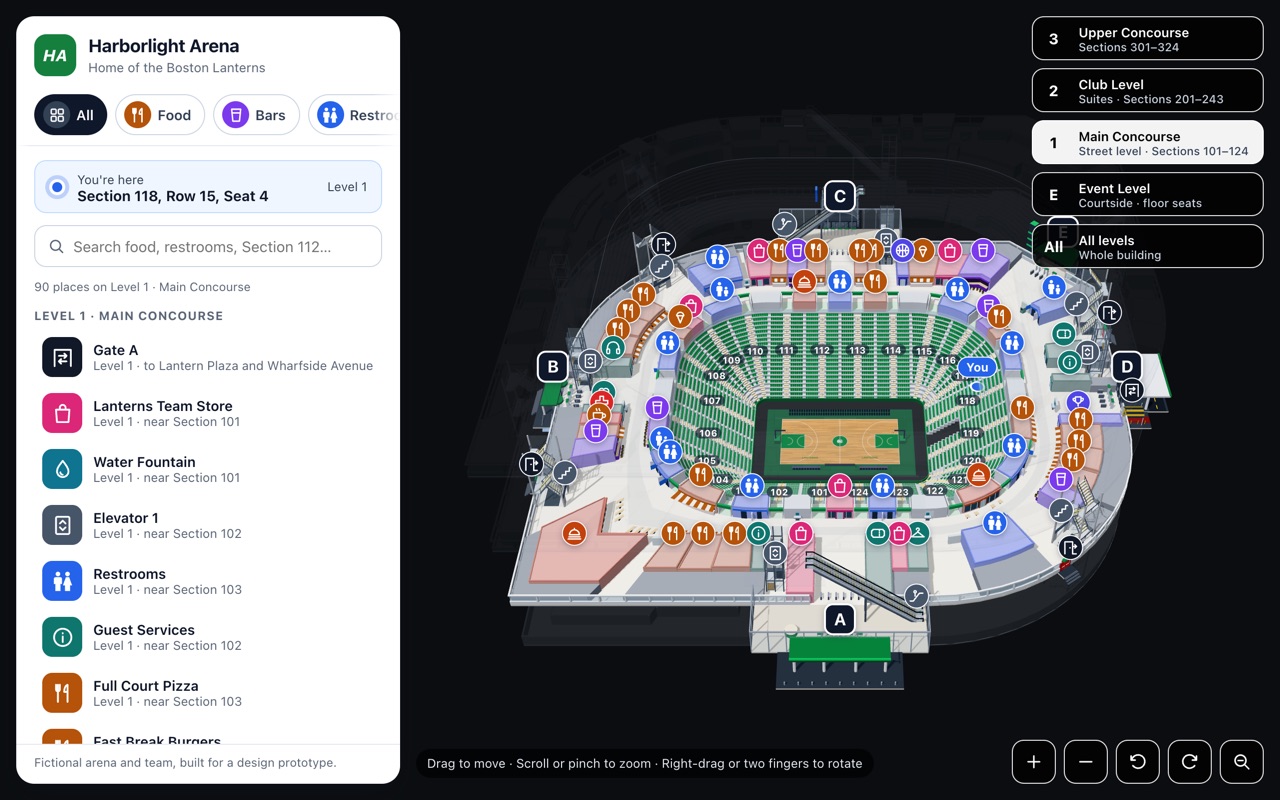 HA
Harborlight Arena
Home of the Boston Lanterns
All
Food
Bars
Restro
You're here
Section 118, Row 15, Seat 4
Level 1
Search food, restrooms, Section 112...
90 places on Level 1 · Main Concourse
LEVEL 1 · MAIN CONCOURSE
Gate A
Level 1 · to Lantern Plaza and Wharfside Avenue
Lanterns Team Store
Level 1 · near Section 101
Water Fountain
Level 1 · near Section 101
Elevator 1
Level 1 · near Section 102
Restrooms
Level 1 · near Section 103
Guest Services
Level 1 · near Section 102
Full Court Pizza
Level 1 · near Section 103
Fast Break Burgers
Fictional arena and team, built for a design prototype.
3
Upper Concourse
Sections 301–324
2
Club Level
Suites · Sections 201–243
1
Main Concourse
Street level · Sections 101–124
E
Event Level
Courtside · floor seats
E
All
All levels
Whole building
C
B
D
A
You
110
111
112
113
114
115
109
116
108
107
118
106
119
105
120
104
121
102
101
124
123
122
Drag to move · Scroll or pinch to zoom · Right-drag or two fingers to rotate